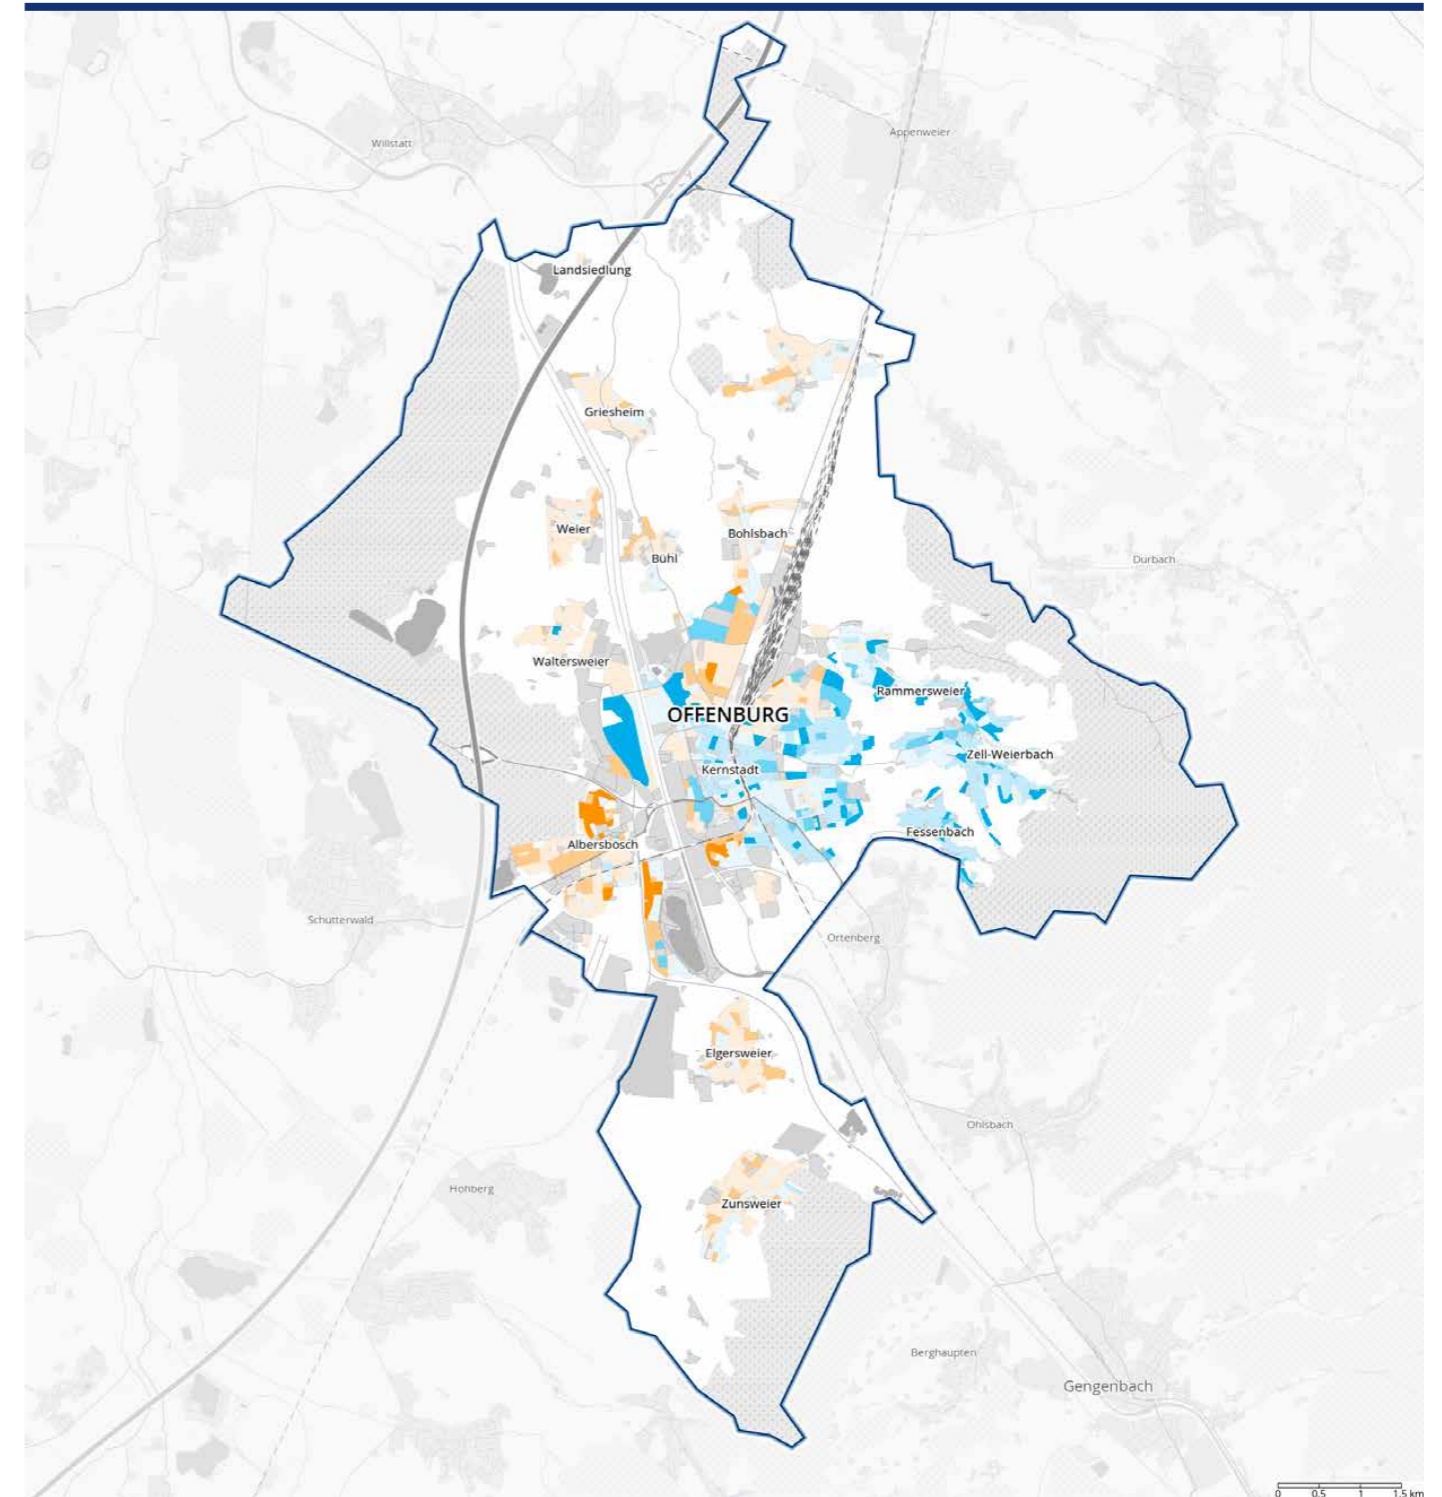 Appenweier
Willstätt
Landsiedlung
Griesheim
Weier
Bohlsbach
Bühl
Durbach
Waltersweier
Rammersweier
OFFENBURG
Zell-Weierbach
Kernstadt
Fessenbach
Albersbösch
Schutterwald
Ortenberg
Elgersweier
Ohlsbach
Hohberg
Zunsweier
Berghaupten
Gengenbach
0 0.5 1 1.5 km